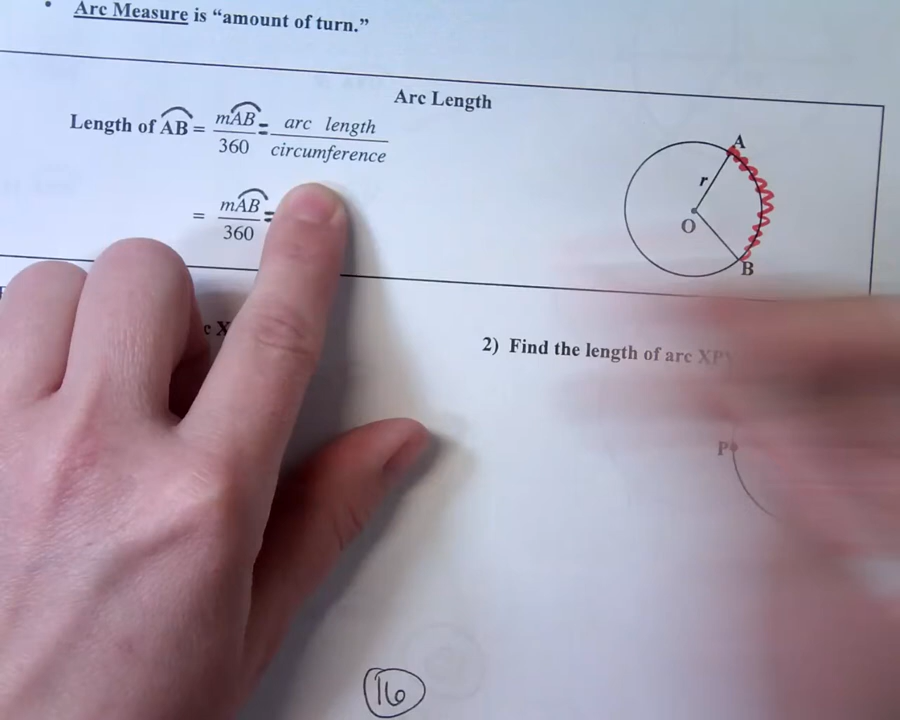 • Arc Measure is “amount of turn.”
Arc Length
Length of AB = mAB/360 = arc length/circumference
= mAB/360 =
A
r
O
B
c X
2) Find the length of arc XP
P
16